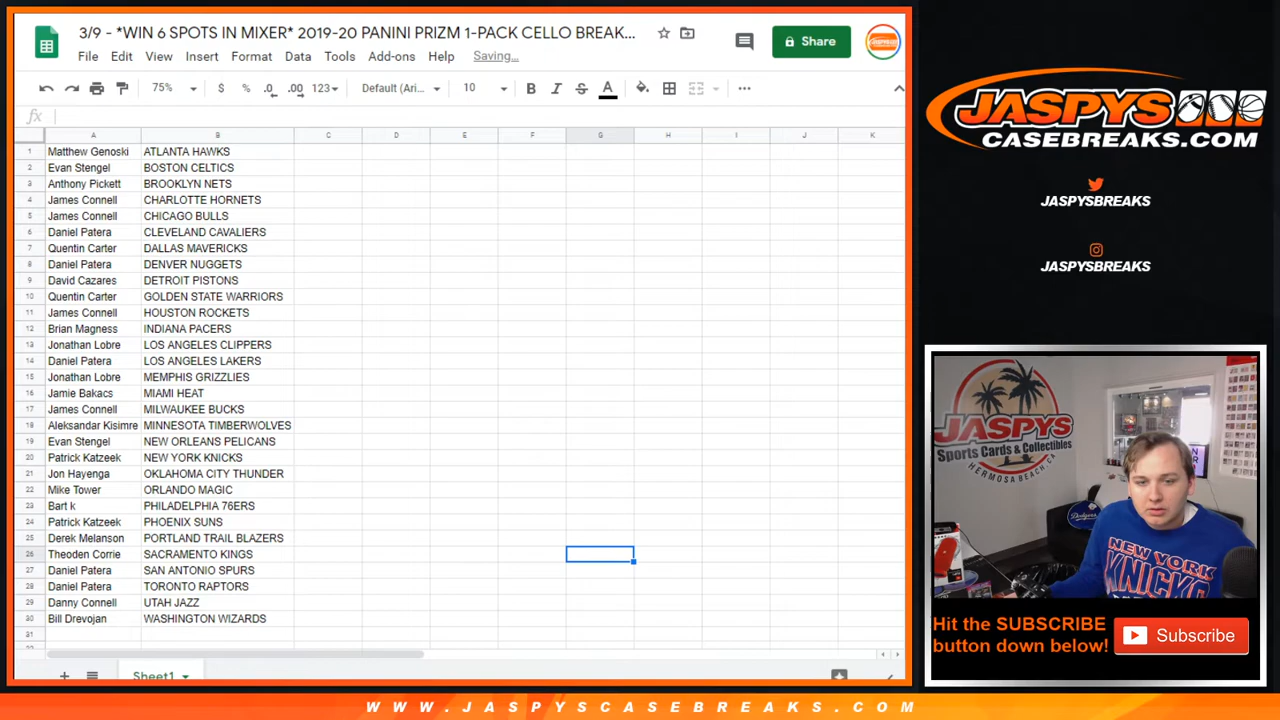 3/9 - *WIN 6 SPOTS IN MIXER* 2019-20 PANINI PRIZM 1-PACK CELLO BREAK...
File Edit View Insert Format Data Tools Add-ons Help Saving...
Share
75% $ % .0 .00 123 Default (Ari... 10 B I S A
fx
A B C D E F G H I J K
1 Matthew Genoski ATLANTA HAWKS
2 Evan Stengel BOSTON CELTICS
3 Anthony Pickett BROOKLYN NETS
4 James Connell CHARLOTTE HORNETS
5 James Connell CHICAGO BULLS
6 Daniel Patera CLEVELAND CAVALIERS
7 Quentin Carter DALLAS MAVERICKS
8 Daniel Patera DENVER NUGGETS
9 David Cazares DETROIT PISTONS
10 Quentin Carter GOLDEN STATE WARRIORS
11 James Connell HOUSTON ROCKETS
12 Brian Magness INDIANA PACERS
13 Jonathan Lobre LOS ANGELES CLIPPERS
14 Daniel Patera LOS ANGELES LAKERS
15 Jonathan Lobre MEMPHIS GRIZZLIES
16 Jamie Bakacs MIAMI HEAT
17 James Connell MILWAUKEE BUCKS
18 Aleksandar Kisimre MINNESOTA TIMBERWOLVES
19 Evan Stengel NEW ORLEANS PELICANS
20 Patrick Katzeek NEW YORK KNICKS
21 Jon Hayenga OKLAHOMA CITY THUNDER
22 Mike Tower ORLANDO MAGIC
23 Bart k PHILADELPHIA 76ERS
24 Patrick Katzeek PHOENIX SUNS
25 Derek Melanson PORTLAND TRAIL BLAZERS
26 Theoden Corrie SACRAMENTO KINGS
27 Daniel Patera SAN ANTONIO SPURS
28 Daniel Patera TORONTO RAPTORS
29 Danny Connell UTAH JAZZ
30 Bill Drevojan WASHINGTON WIZARDS
31
Sheet1
JASPYS
CASEBREAKS.COM
JASPYSBREAKS
JASPYSBREAKS
JASPYS
Sports Cards & Collectibles
HERMOSA BEACH, CA
Dodgers
NEW YORK
KNICKS
Hit the SUBSCRIBE
button down below!
Subscribe
WWW.JASPYSCASEBREAKS.COM